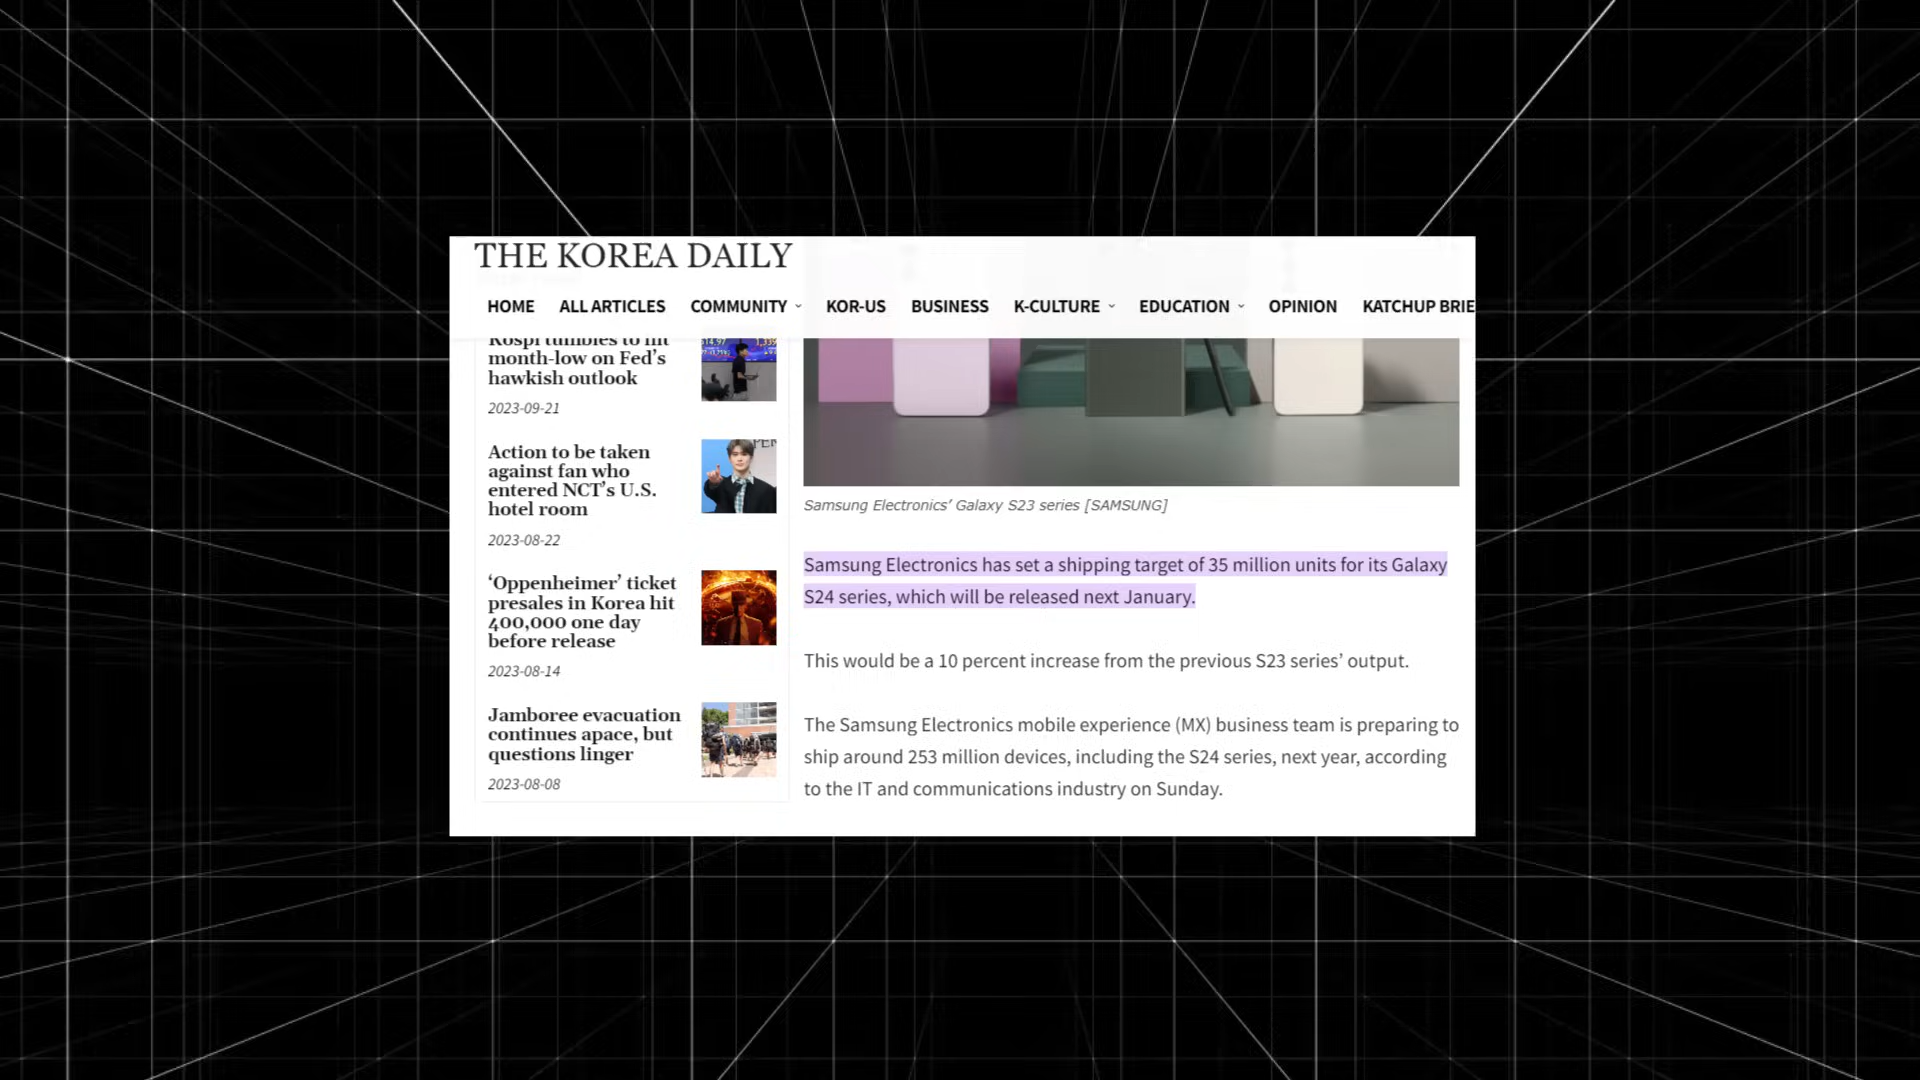 THE KOREA DAILY
HOME ALL ARTICLES COMMUNITY KOR-US BUSINESS K-CULTURE EDUCATION OPINION KATCHUP BRIE
Kospi tumbles to hit
month-low on Fed’s
hawkish outlook
2023-09-21
Action to be taken
against fan who
entered NCT’s U.S.
hotel room
2023-08-22
‘Oppenheimer’ ticket
presales in Korea hit
400,000 one day
before release
2023-08-14
Jamboree evacuation
continues apace, but
questions linger
2023-08-08
Samsung Electronics’ Galaxy S23 series [SAMSUNG]
Samsung Electronics has set a shipping target of 35 million units for its Galaxy
S24 series, which will be released next January.
This would be a 10 percent increase from the previous S23 series’ output.
The Samsung Electronics mobile experience (MX) business team is preparing to
ship around 253 million devices, including the S24 series, next year, according
to the IT and communications industry on Sunday.